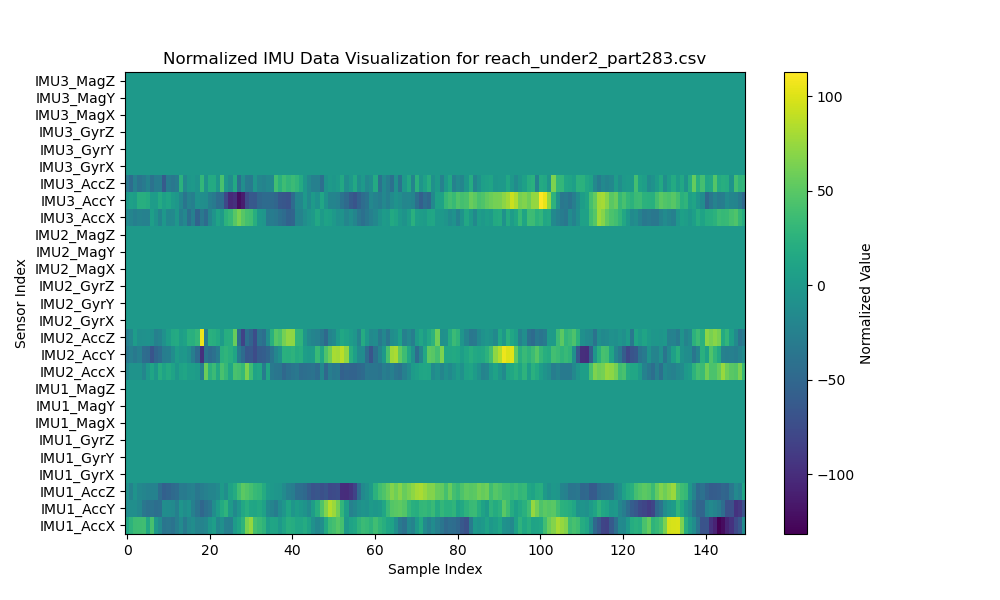 Normalized IMU Data Visualization for reach_under2_part283.csv
IMU3_MagZ
IMU3_MagY
IMU3_MagX
IMU3_GyrZ
IMU3_GyrY
IMU3_GyrX
IMU3_AccZ
IMU3_AccY
IMU3_AccX
IMU2_MagZ
IMU2_MagY
IMU2_MagX
IMU2_GyrZ
IMU2_GyrY
IMU2_GyrX
IMU2_AccZ
IMU2_AccY
IMU2_AccX
IMU1_MagZ
IMU1_MagY
IMU1_MagX
IMU1_GyrZ
IMU1_GyrY
IMU1_GyrX
IMU1_AccZ
IMU1_AccY
IMU1_AccX
Sensor Index
0 20 40 60 80 100 120 140
Sample Index
100
50
0
−50
−100
Normalized Value